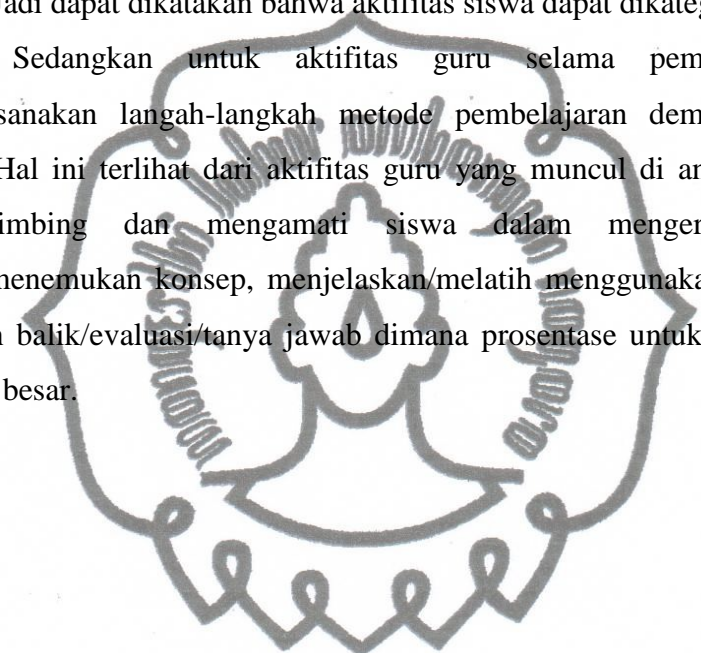 Jadi dapat dikatakan bahwa aktifitas siswa dapat dikateg
Sedangkan untuk aktifitas guru selama pem
sanakan langah-langkah metode pembelajaran dem
Hal ini terlihat dari aktifitas guru yang muncul di an
imbing dan mengamati siswa dalam menger
menemukan konsep, menjelaskan/melatih menggunaka
n balik/evaluasi/tanya jawab dimana prosentase untuk
besar.